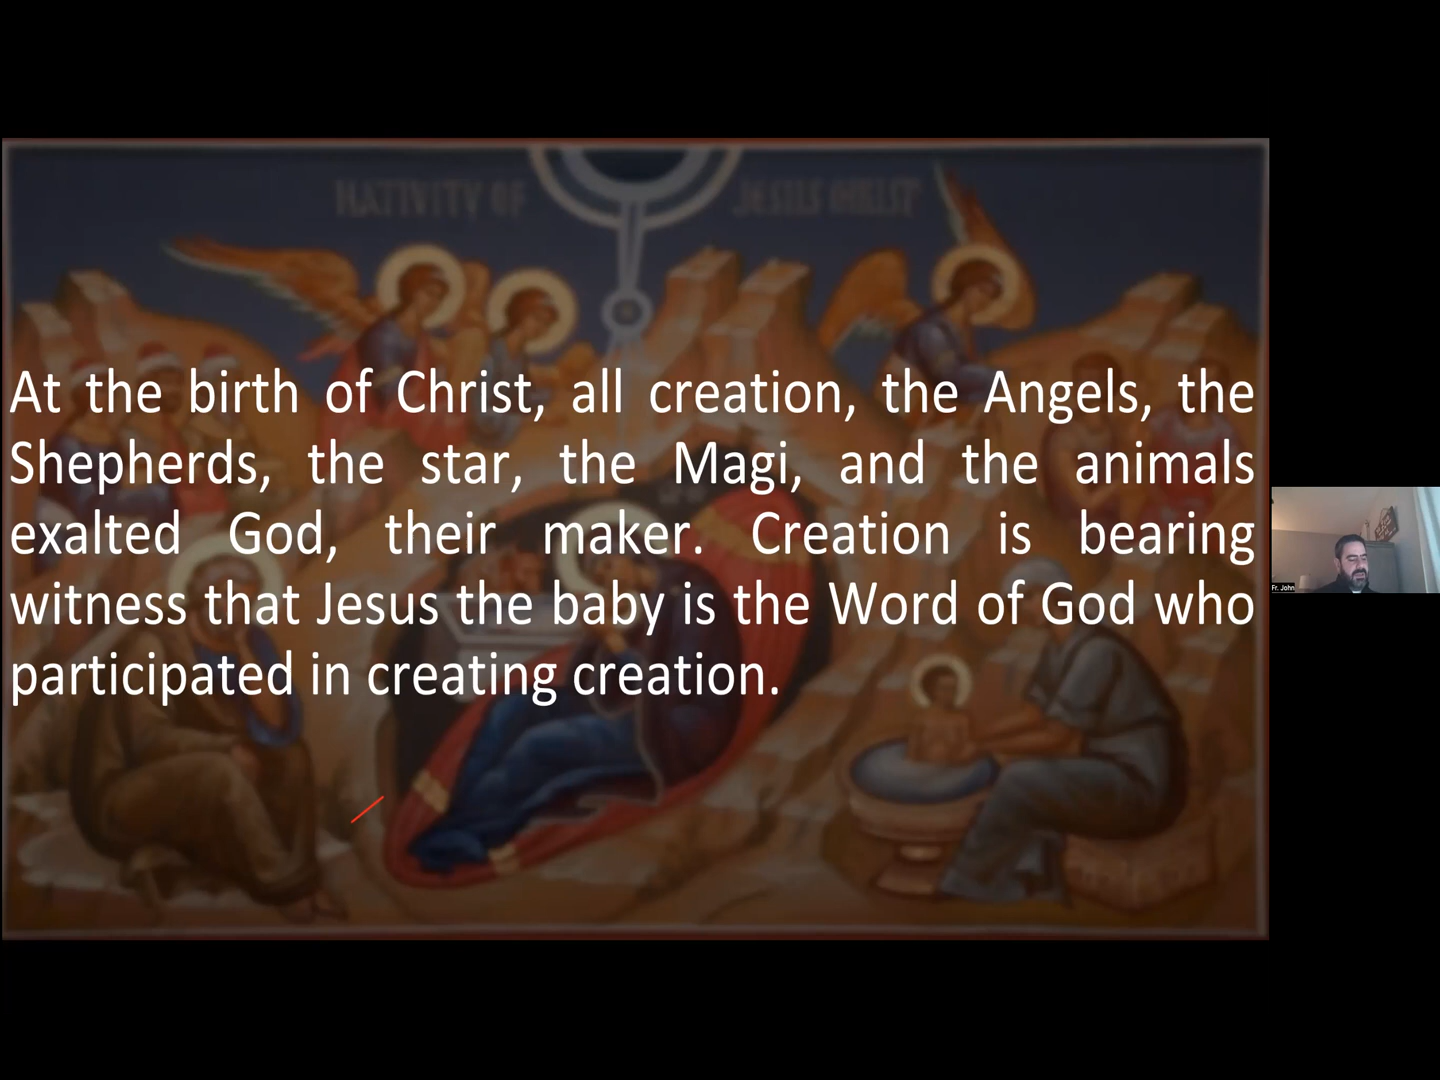 NATIVITY OF JESUS CHRIST
At the birth of Christ, all creation, the Angels, the
Shepherds, the star, the Magi, and the animals
exalted God, their maker. Creation is bearing
witness that Jesus the baby is the Word of God who
participated in creating creation.
Fr. John